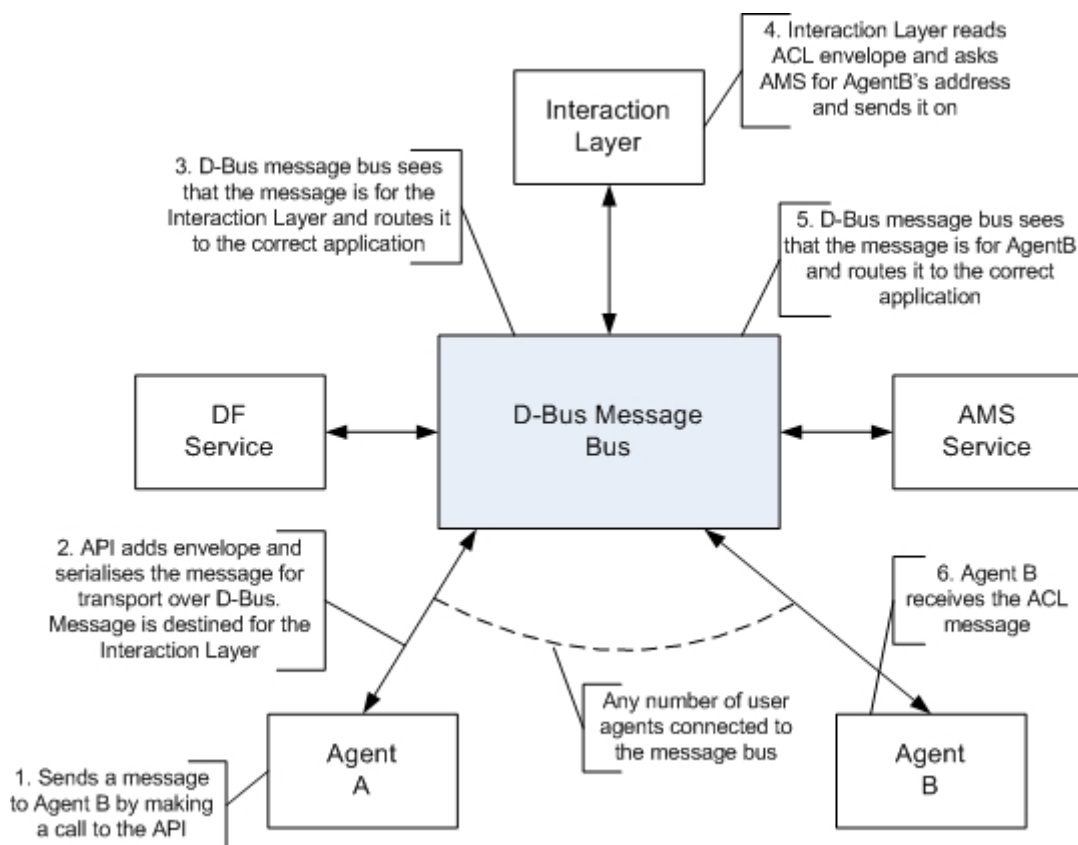 4. Interaction Layer reads
ACL envelope and asks
AMS for AgentB's address
and sends it on
Interaction
Layer
3. D-Bus message bus sees
that the message is for the
Interaction Layer and routes it
to the correct application
5. D-Bus message bus sees
that the message is for AgentB
and routes it to the correct
application
DF
Service
D-Bus Message
Bus
AMS
Service
2. API adds envelope and
serialises the message for
transport over D-Bus.
Message is destined for the
Interaction Layer
6. Agent B
receives the ACL
message
Any number of user
agents connected to
the message bus
Agent
A
Agent
B
1. Sends a message
to Agent B by making
a call to the API